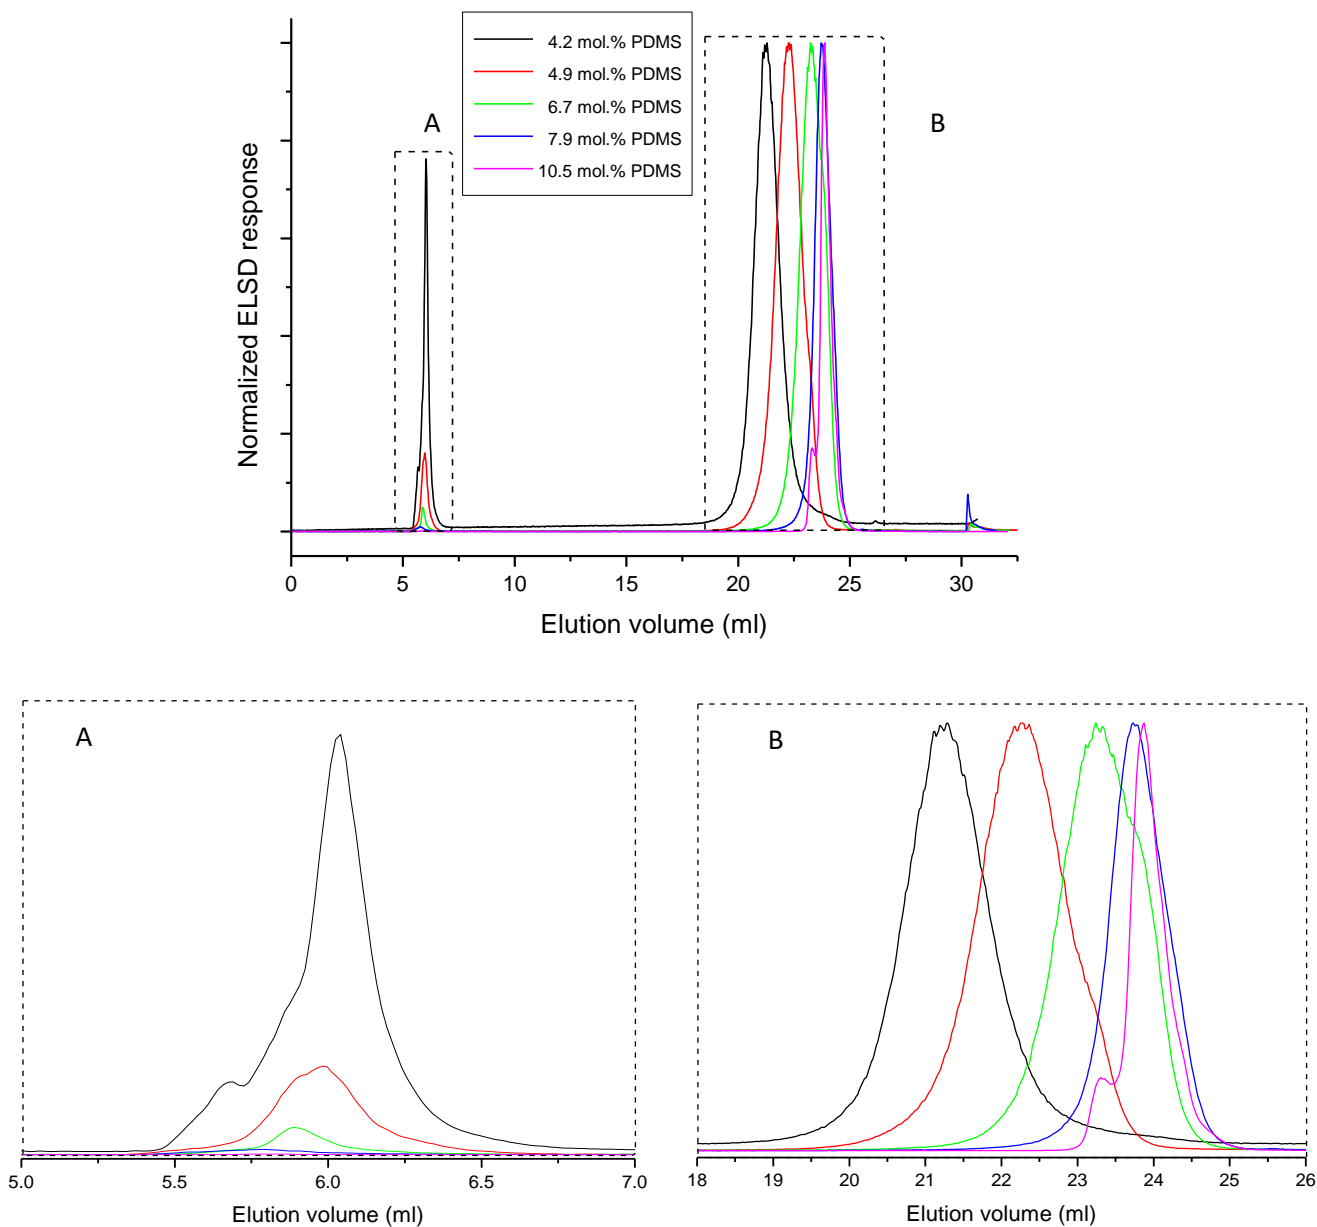 4.2 mol.% PDMS
4.9 mol.% PDMS
6.7 mol.% PDMS
7.9 mol.% PDMS
10.5 mol.% PDMS
A
B
Normalized ELSD response
0 5 10 15 20 25 30
Elution volume (ml)
A
5.0 5.5 6.0 6.5 7.0
Elution volume (ml)
B
18 19 20 21 22 23 24 25 26
Elution volume (ml)